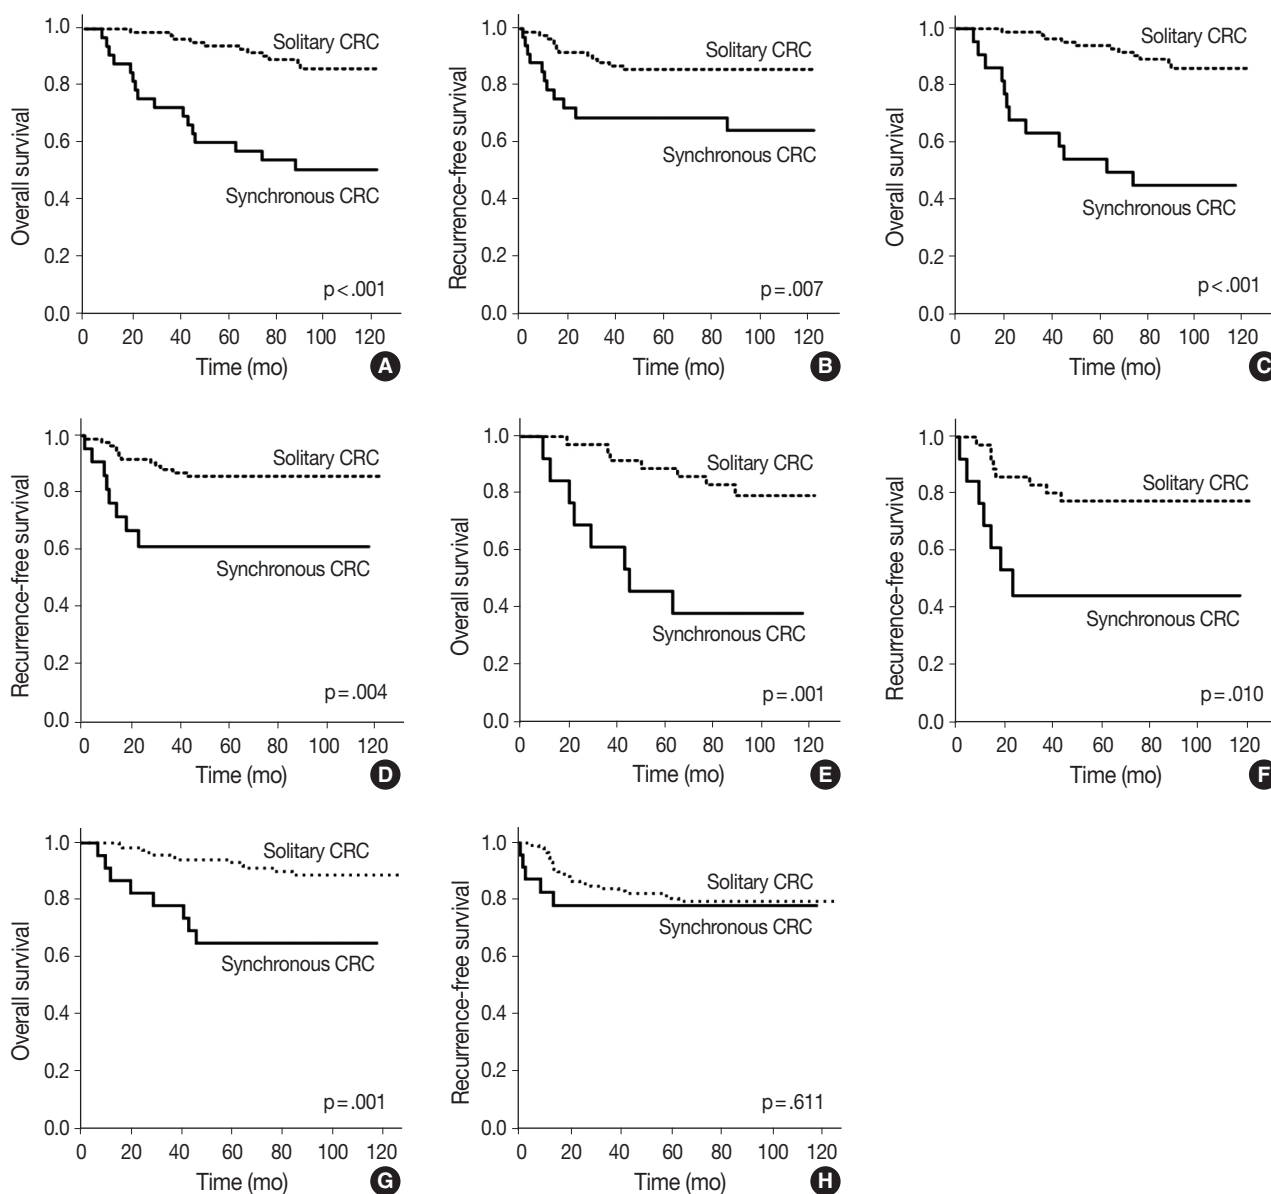 Overall survival
1.0
0.8
0.6
0.4
0.2
0.0
Solitary CRC
Synchronous CRC
p<.001
0 20 40 60 80 100 120
Time (mo)
A
Recurrence-free survival
1.0
0.8
0.6
0.4
0.2
0.0
Solitary CRC
Synchronous CRC
p=.007
0 20 40 60 80 100 120
Time (mo)
B
Overall survival
1.0
0.8
0.6
0.4
0.2
0.0
Solitary CRC
Synchronous CRC
p<.001
0 20 40 60 80 100 120
Time (mo)
C
Recurrence-free survival
1.0
0.8
0.6
0.4
0.2
0.0
Solitary CRC
Synchronous CRC
p=.004
0 20 40 60 80 100 120
Time (mo)
D
Overall survival
1.0
0.8
0.6
0.4
0.2
0.0
Solitary CRC
Synchronous CRC
p=.001
0 20 40 60 80 100 120
Time (mo)
E
Recurrence-free survival
1.0
0.8
0.6
0.4
0.2
0.0
Solitary CRC
Synchronous CRC
p=.010
0 20 40 60 80 100 120
Time (mo)
F
Overall survival
1.0
0.8
0.6
0.4
0.2
0.0
Solitary CRC
Synchronous CRC
p=.001
0 20 40 60 80 100 120
Time (mo)
G
Recurrence-free survival
1.0
0.8
0.6
0.4
0.2
0.0
Solitary CRC
Synchronous CRC
p=.611
0 20 40 60 80 100 120
Time (mo)
H